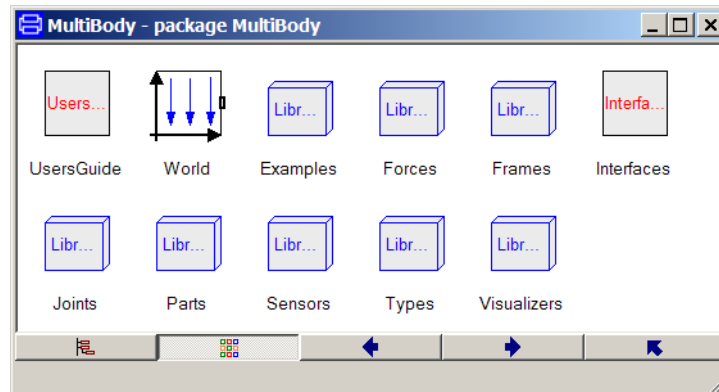 MultiBody - package MultiBody
Users... Libr... Libr... Libr... Interfa...
UsersGuide World Examples Forces Frames Interfaces
Libr... Libr... Libr... Libr... Libr...
Joints Parts Sensors Types Visualizers